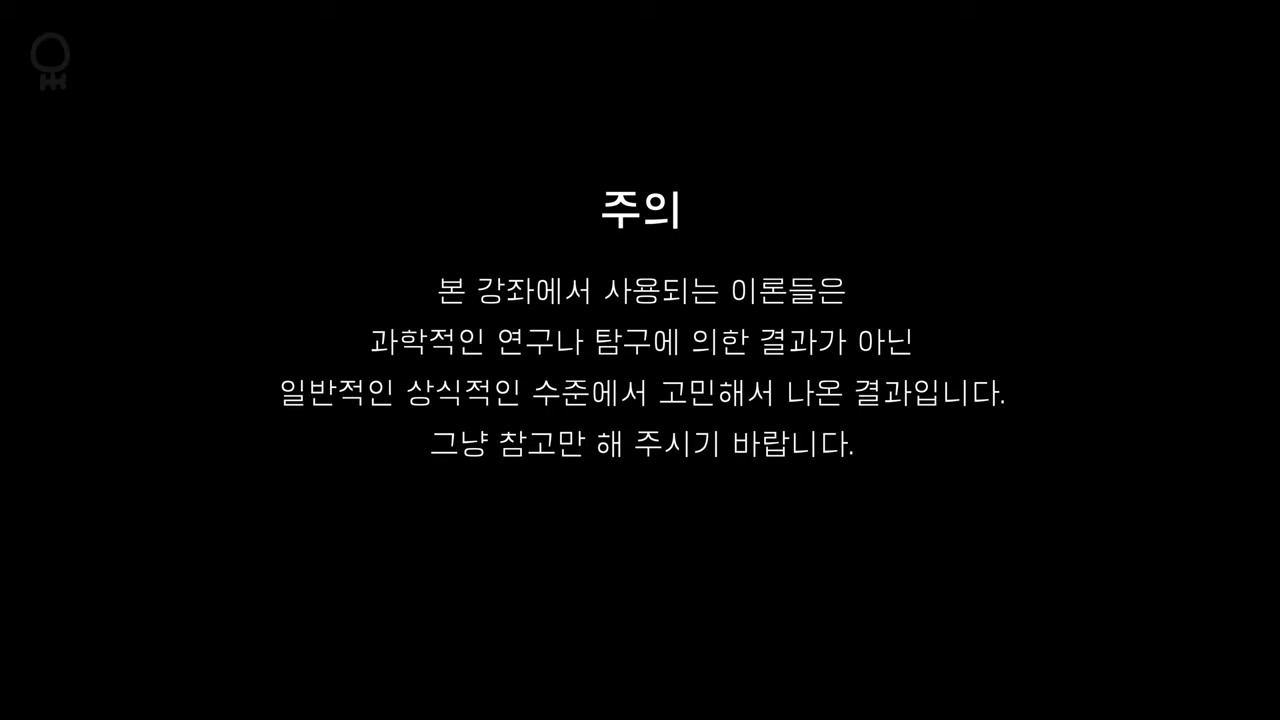 주의
본 강좌에서 사용되는 이론들은
과학적인 연구나 탐구에 의한 결과가 아닌
일반적인 상식적인 수준에서 고민해서 나온 결과입니다.
그냥 참고만 해 주시기 바랍니다.